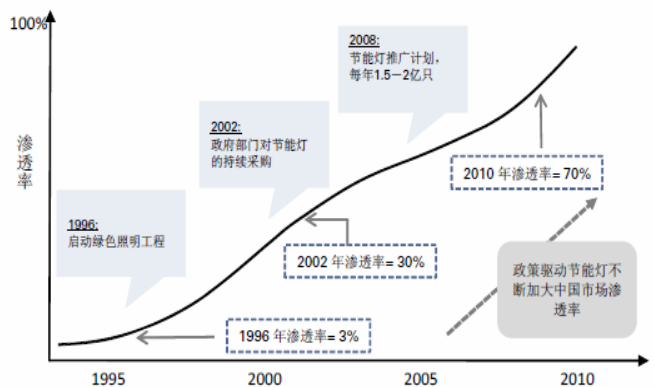 100%
渗透率
2008:
节能灯推广计划，
每年1.5－2亿只
2002:
政府部门对节能灯
的持续采购
1996:
启动绿色照明工程
2010 年渗透率= 70%
2002 年渗透率= 30%
1996 年渗透率= 3%
政策驱动节能灯不
断加大中国市场渗
透率
1995
2000
2005
2010